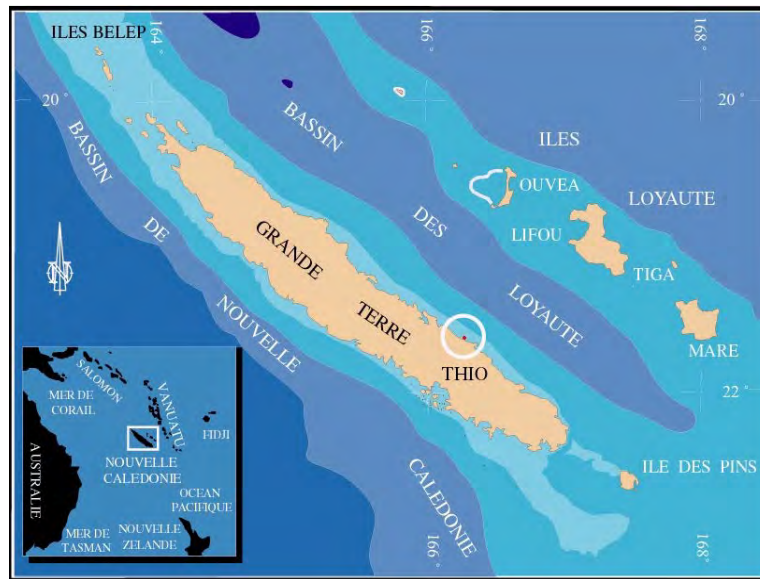 ILES BELEP
164 °
166 °
168 °
20 °
20 °
BASSIN
DES
LOYAUTE
ILES
LOYAUTE
OUVEA
LIFOU
TIGA
MARE
BASSIN
DE
NOUVELLE
CALEDONIE
GRANDE
TERRE
THIO
N
22 °
ILE DES PINS
166 °
168°
SALOMON
MER DE
CORAIL
VANUATU
FIDJI
NOUVELLE
CALEDONIE
AUSTRALIE
OCEAN
PACIFIQUE
MER DE
TASMAN
NOUVELLE
ZELANDE